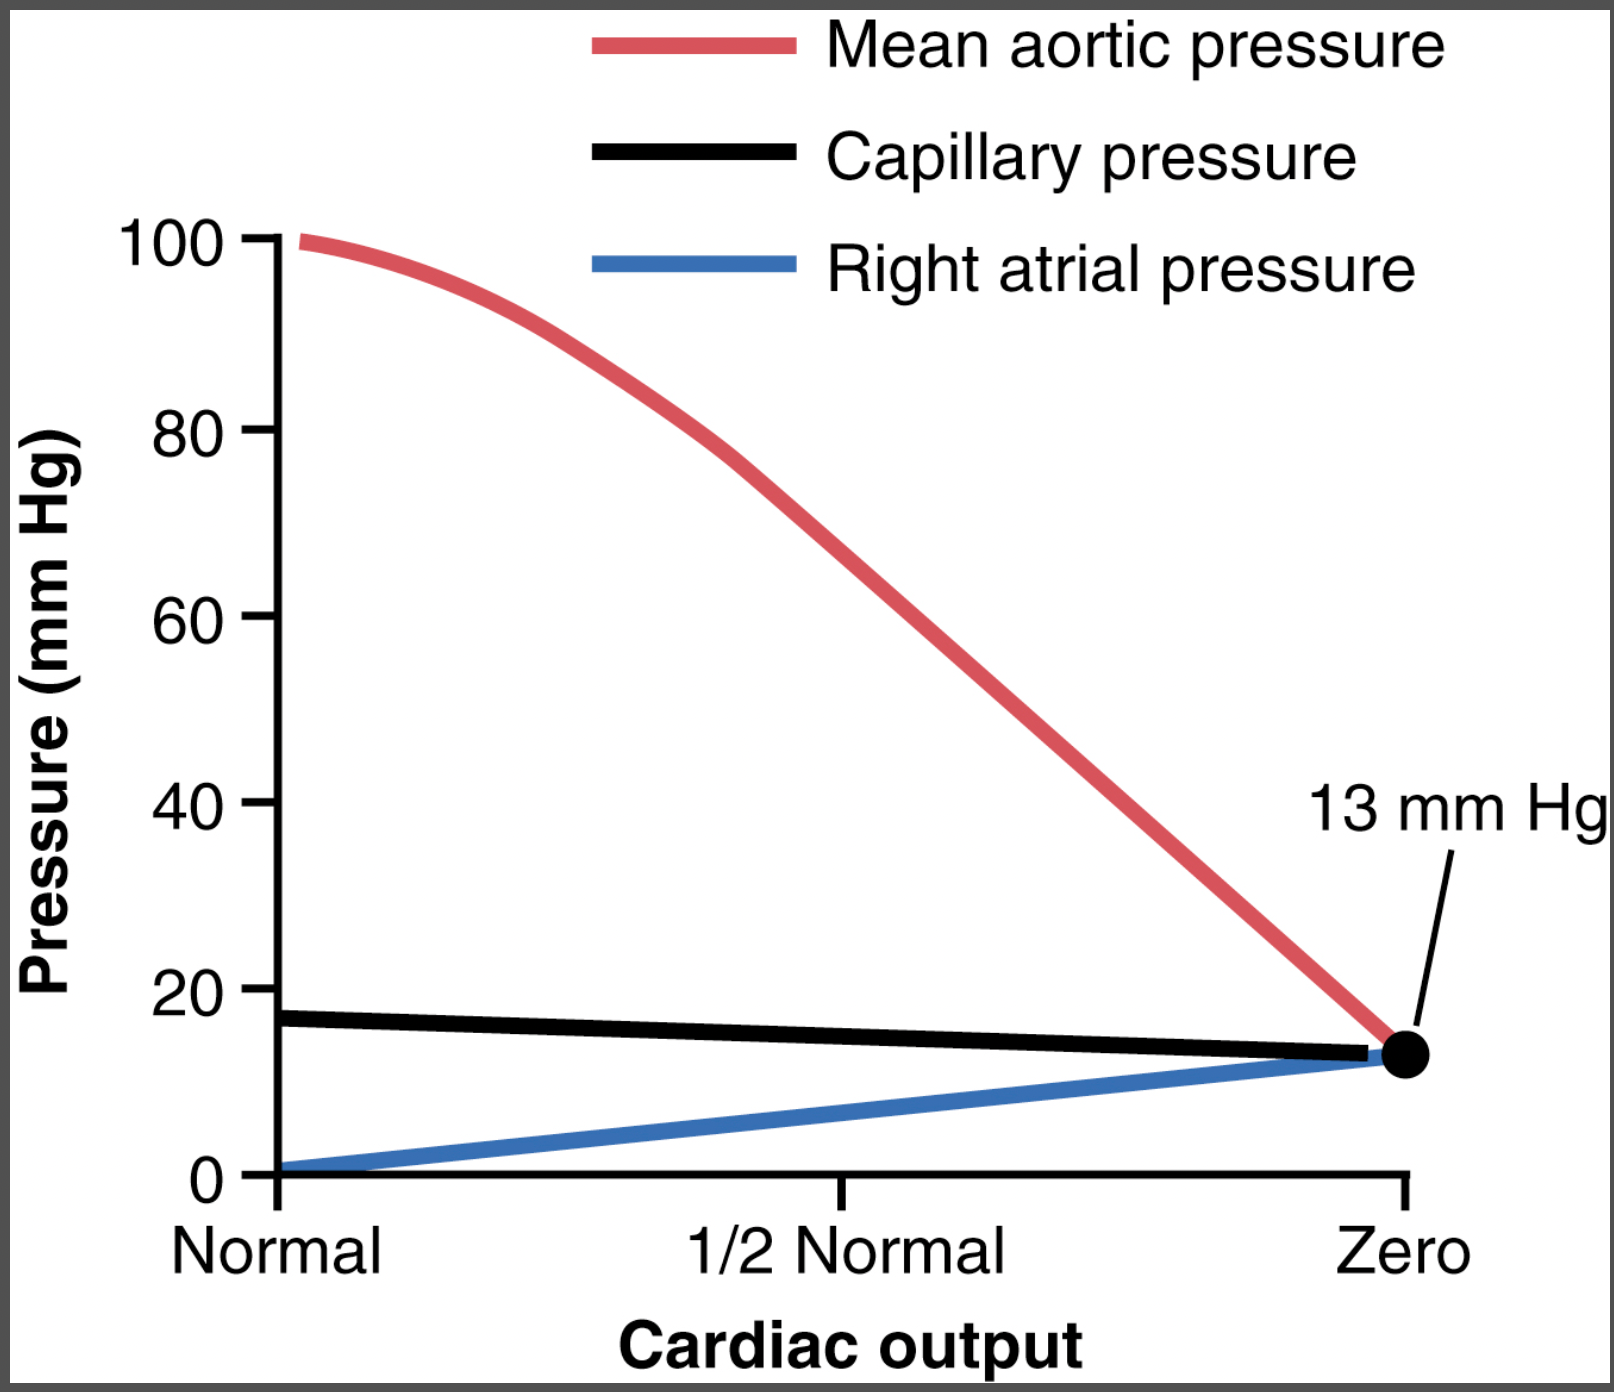 Mean aortic pressure
Capillary pressure
Right atrial pressure
Pressure (mm Hg)
100
80
60
40
20
0
13 mm Hg
Normal
1/2 Normal
Zero
Cardiac output